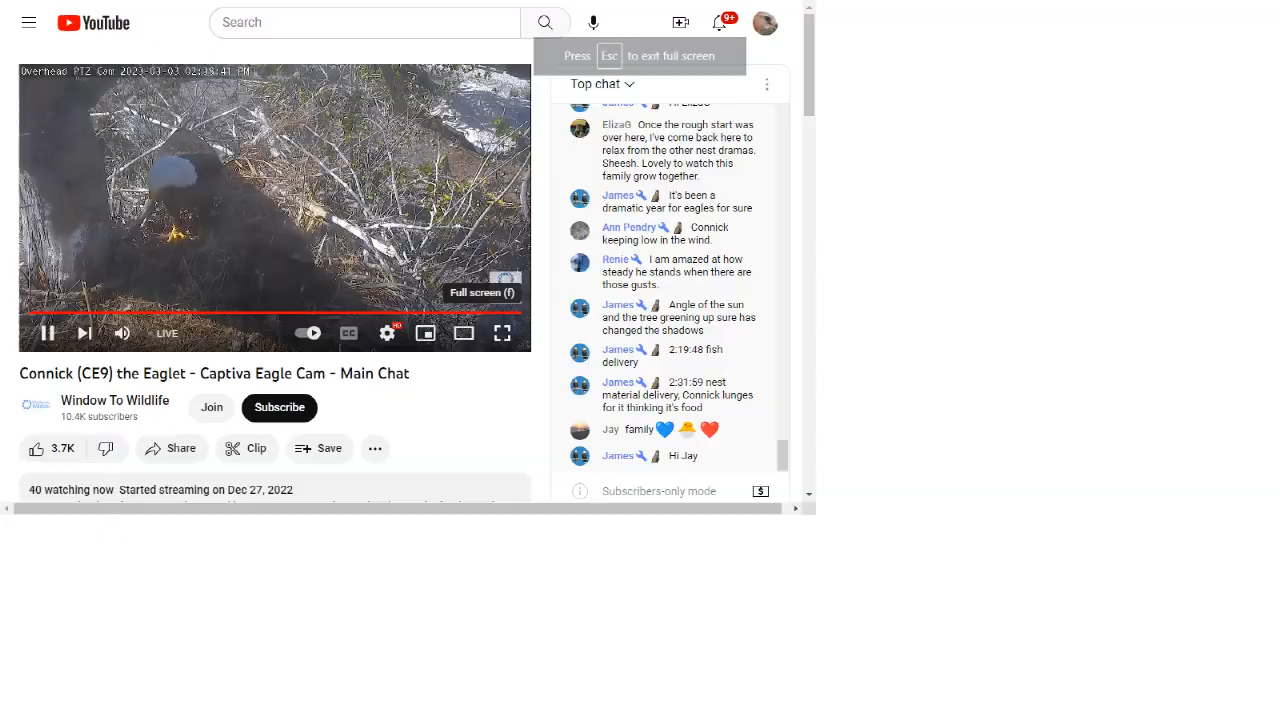 YouTube
Search
9+
Press Esc to exit full screen
Overhead PTZ Cam 2023-03-03 02:38:41 PM
Full screen (f)
LIVE
CC
HD
Connick (CE9) the Eaglet - Captiva Eagle Cam - Main Chat
Window To Wildlife
10.4K subscribers
Join
Subscribe
3.7K
Share
Clip
Save
40 watching now Started streaming on Dec 27, 2022
Top chat
James Hi ElizaG
ElizaG Once the rough start was
over here, I've come back here to
relax from the other nest dramas.
Sheesh. Lovely to watch this
family grow together.
James It's been a
dramatic year for eagles for sure
Ann Pendry Connick
keeping low in the wind.
Renie I am amazed at how
steady he stands when there are
those gusts.
James Angle of the sun
and the tree greening up sure has
changed the shadows
James 2:19:48 fish
delivery
James 2:31:59 nest
material delivery, Connick lunges
for it thinking it's food
Jay family💙🐣❤️
James Hi Jay
Subscribers-only mode
$